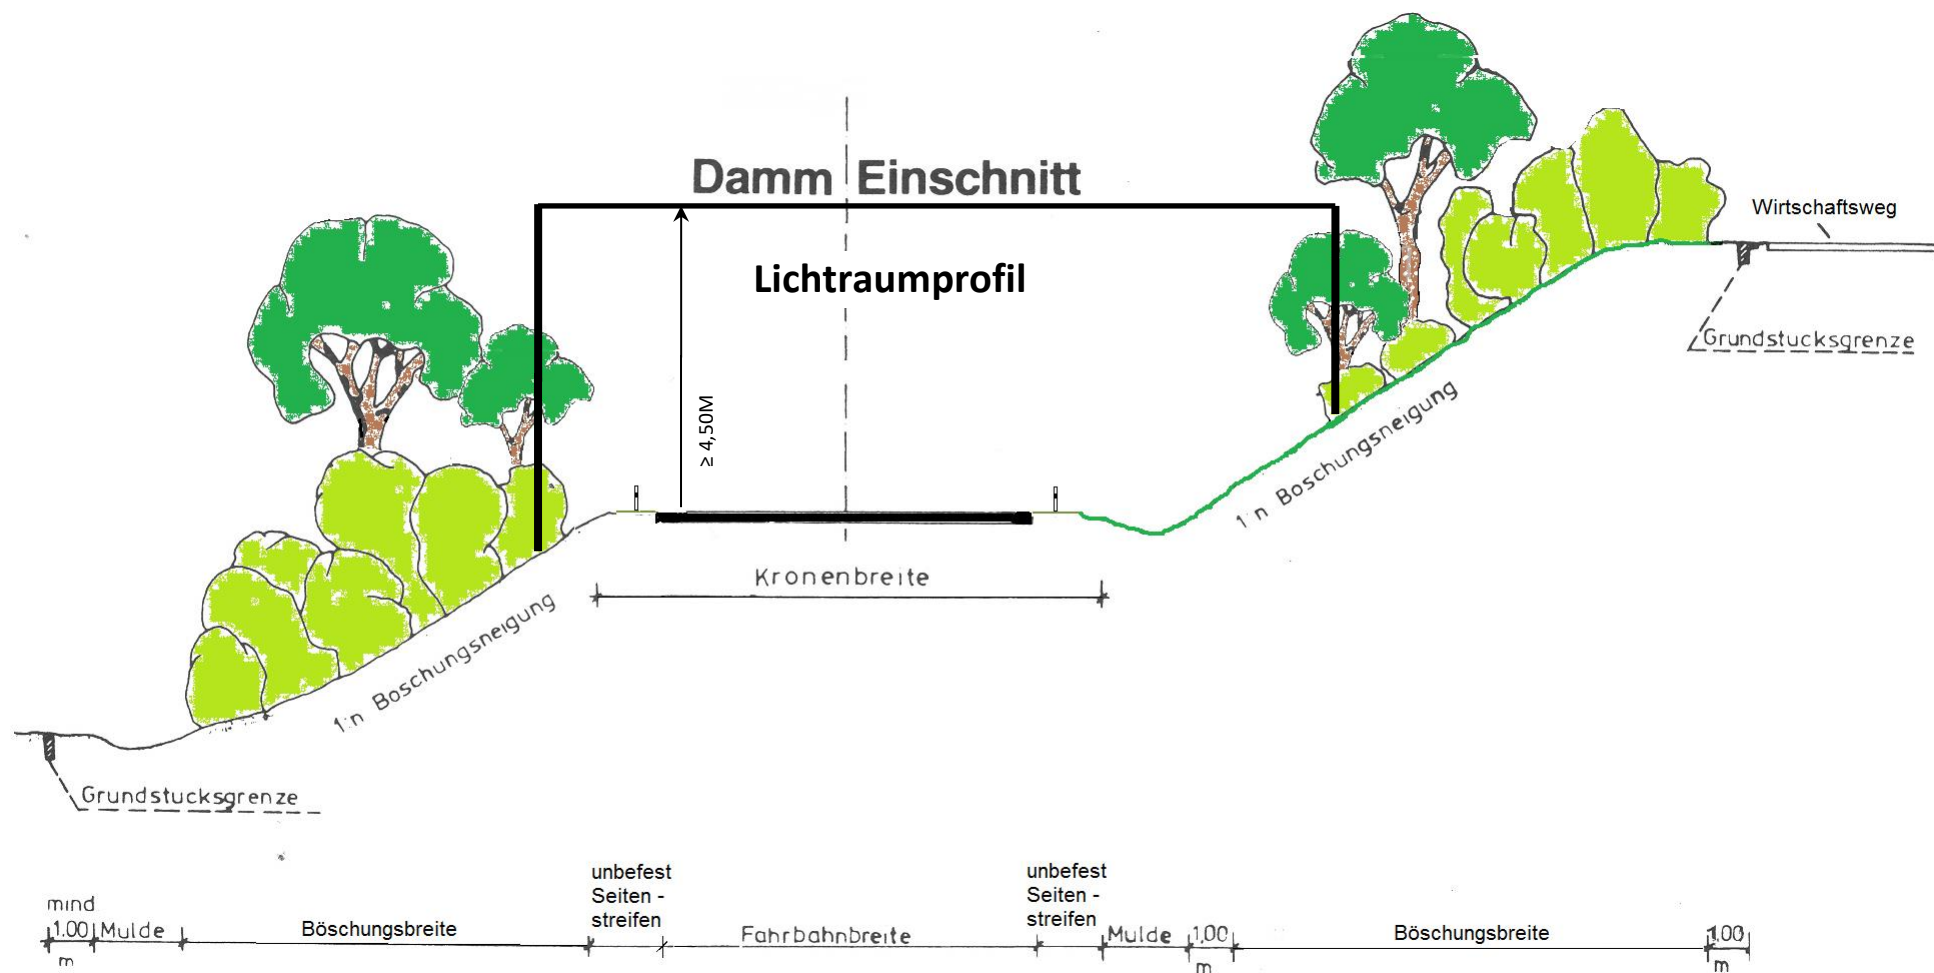 Damm Einschnitt
Wirtschaftsweg
Lichtraumprofil
Grundstucksgrenze
≥ 4,50M
1:n Boschungsneigung
Kronenbreite
1:n Boschungsneigung
Grundstucksgrenze
unbefest
Seiten -
streifen
unbefest
Seiten -
streifen
mind
1.00 Mulde Böschungsbreite Fahrbahnbreite Mulde 1,00 Böschungsbreite 1,00
m m m